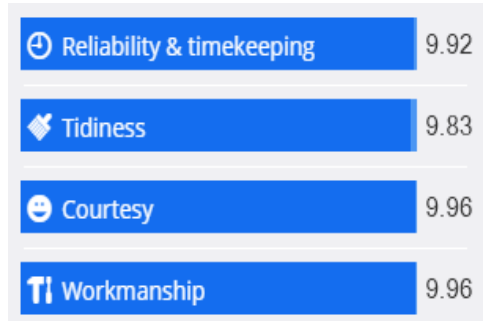 Reliability & timekeeping 9.92
Tidiness 9.83
Courtesy 9.96
Workmanship 9.96